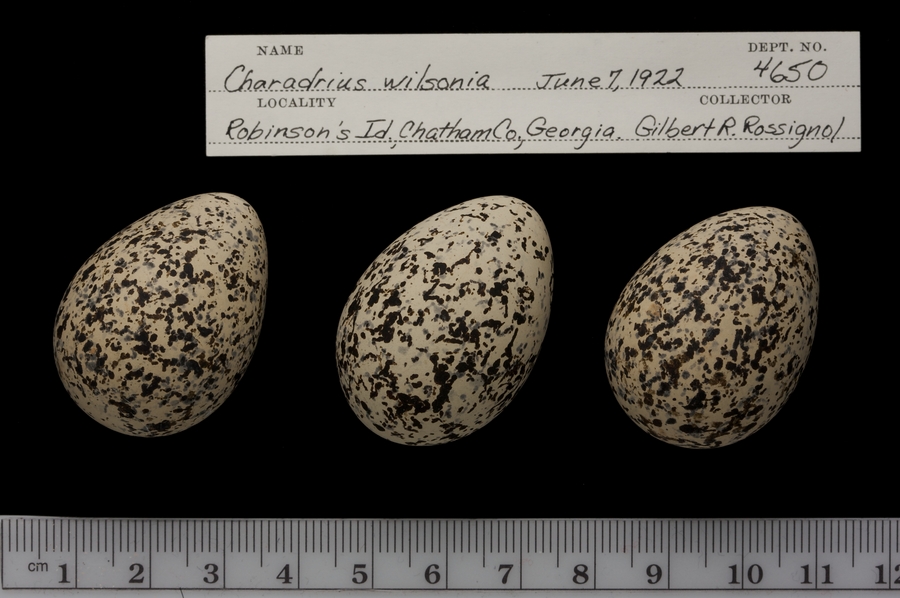 NAME DEPT. NO.
Charadrius wilsonia June 7, 1922 4650
LOCALITY COLLECTOR
Robinson's Id., Chatham Co., Georgia. Gilbert R. Rossignol
cm 1 2 3 4 5 6 7 8 9 10 11 12